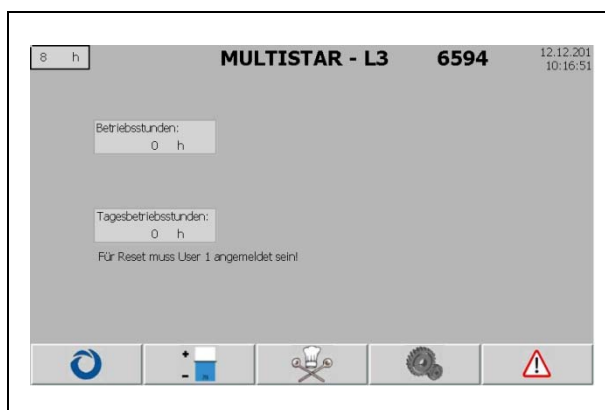 8 h
MULTISTAR - L3 6594
12.12.201
10:16:51
Betriebsstunden:
0 h
Tagesbetriebsstunden:
0 h
Für Reset muss User 1 angemeldet sein!
+
-